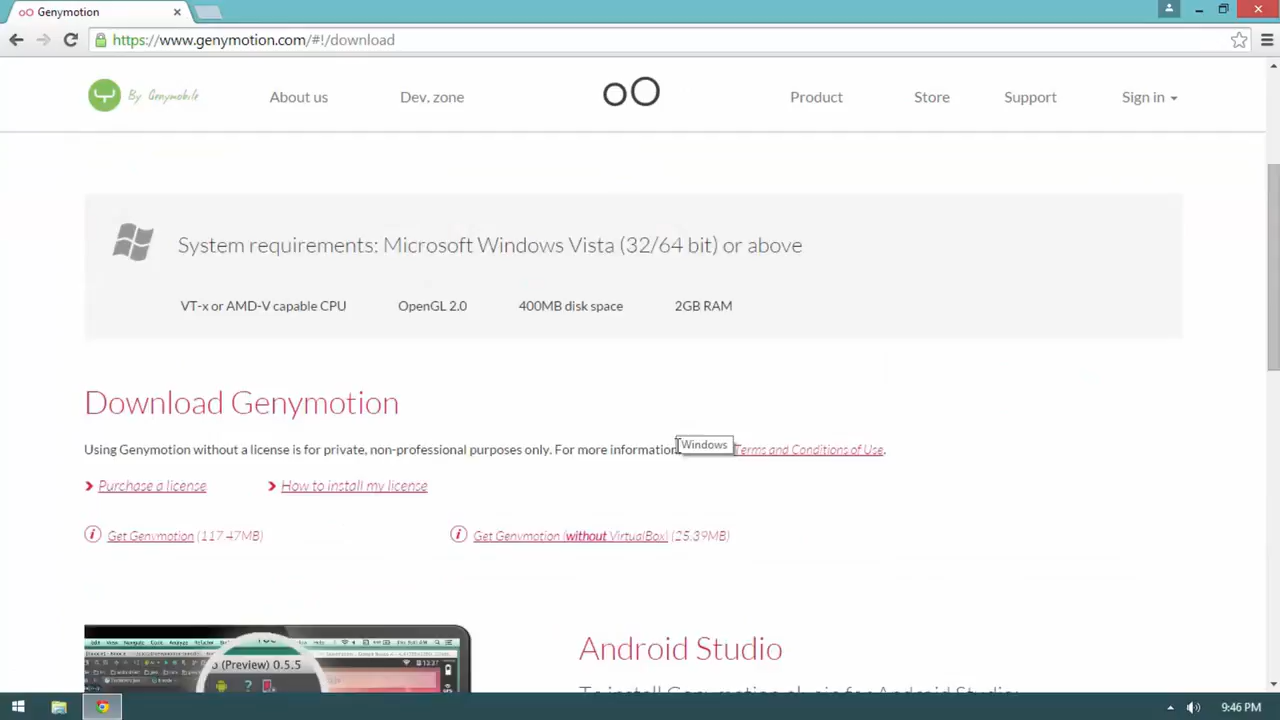 Genymotion
https://www.genymotion.com/#!/download
By Genymobile
About us
Dev. zone
Product
Store
Support
Sign in
System requirements: Microsoft Windows Vista (32/64 bit) or above
VT-x or AMD-V capable CPU
OpenGL 2.0
400MB disk space
2GB RAM
Download Genymotion
Using Genymotion without a license is for private, non-professional purposes only. For more information Windows Terms and Conditions of Use.
Purchase a license
How to install my license
Get Genymotion (117.47MB)
Get Genymotion (without VirtualBox) (25.39MB)
(Preview) 0.5.5
Android Studio
9:46 PM